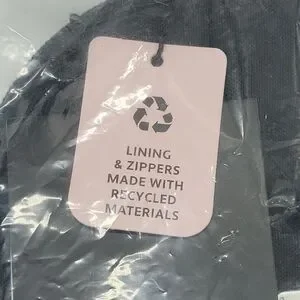 LINING
& ZIPPERS
MADE WITH
RECYCLED
MATERIALS